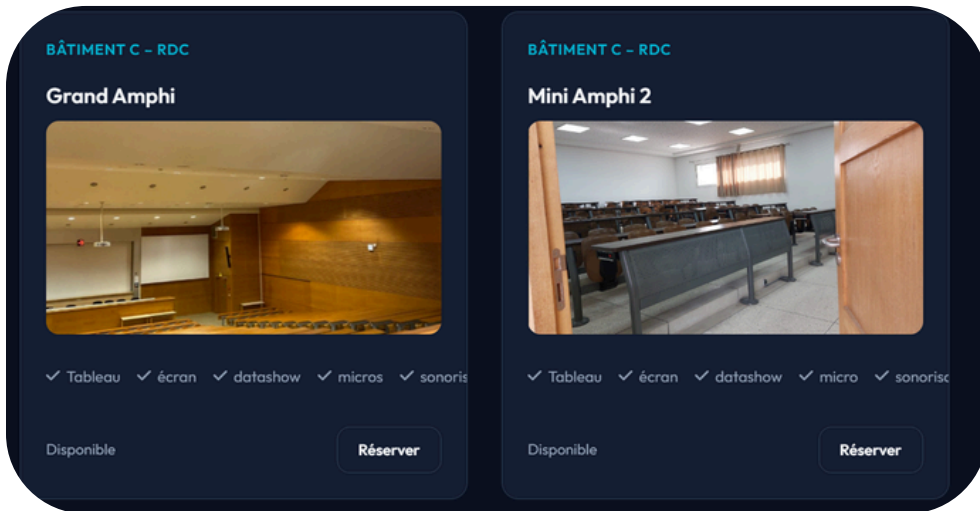 BÂTIMENT C – RDC
Grand Amphi
✓ Tableau ✓ écran ✓ datashow ✓ micros ✓ sonoris
Disponible
Réserver
BÂTIMENT C – RDC
Mini Amphi 2
✓ Tableau ✓ écran ✓ datashow ✓ micro ✓ sonorisa
Disponible
Réserver